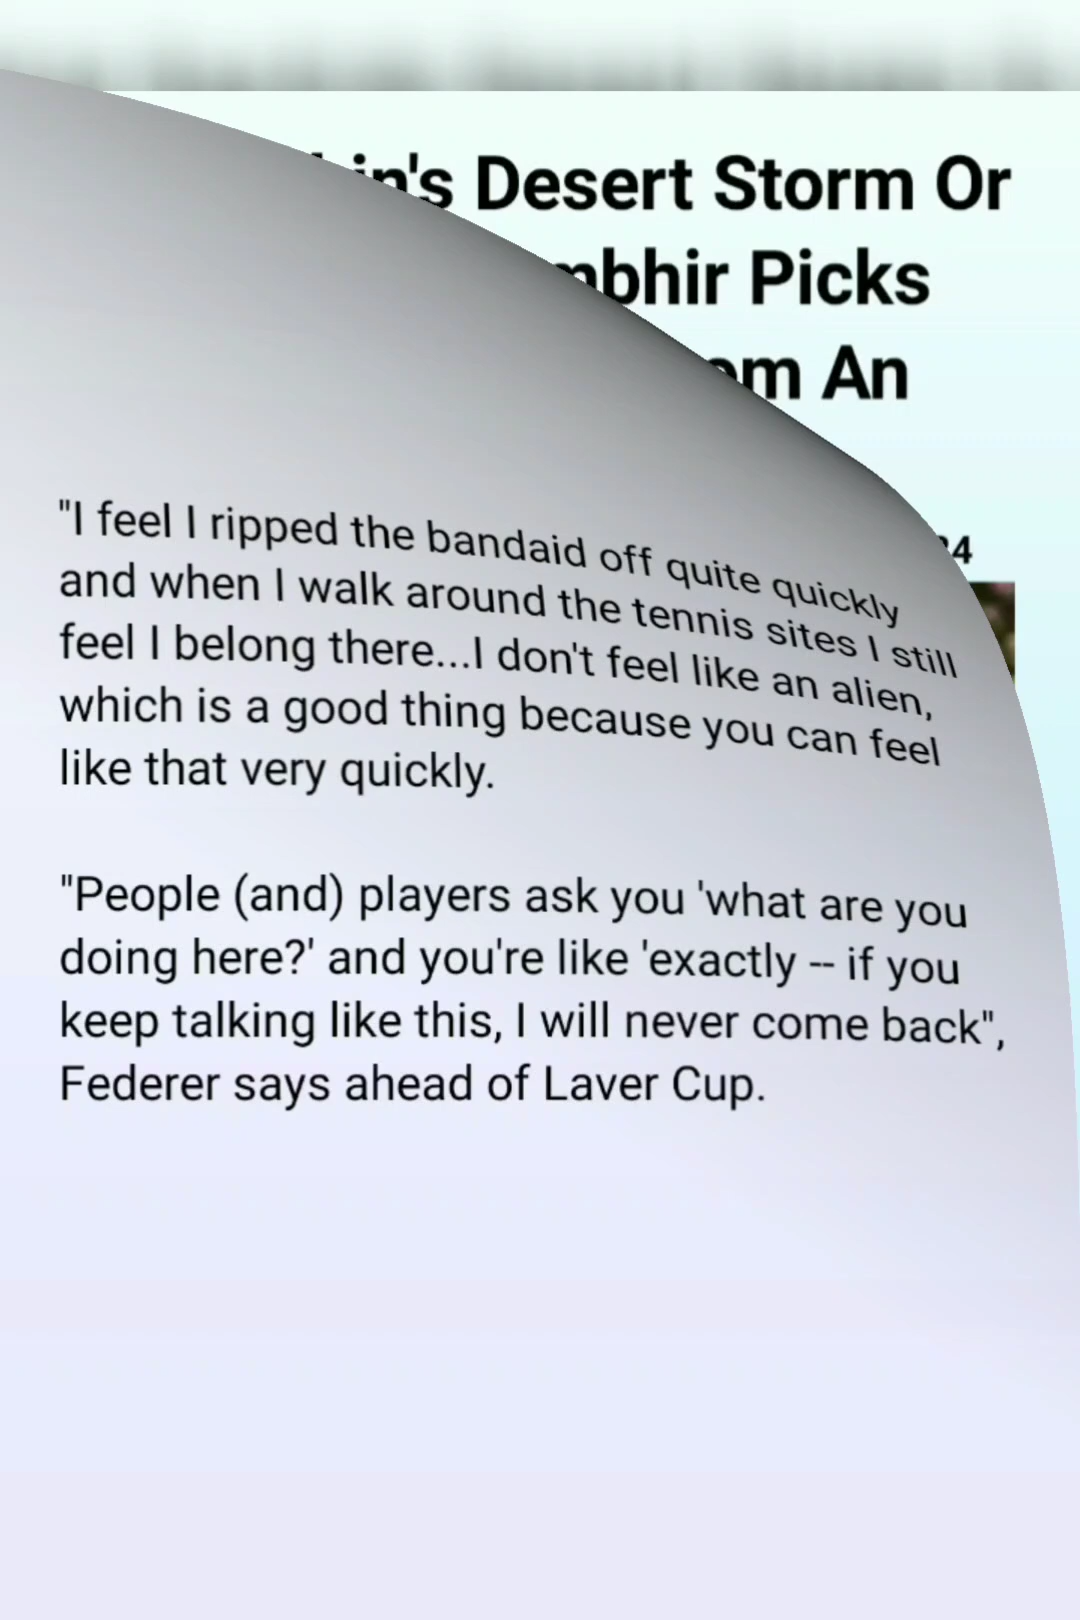 Desert Storm Or
Picks
An
"I feel I ripped the bandaid off quite quickly
and when I walk around the tennis sites I still
feel I belong there...I don't feel like an alien,
which is a good thing because you can feel
like that very quickly.
"People (and) players ask you 'what are you
doing here?' and you're like 'exactly -- if you
keep talking like this, I will never come back",
Federer says ahead of Laver Cup.